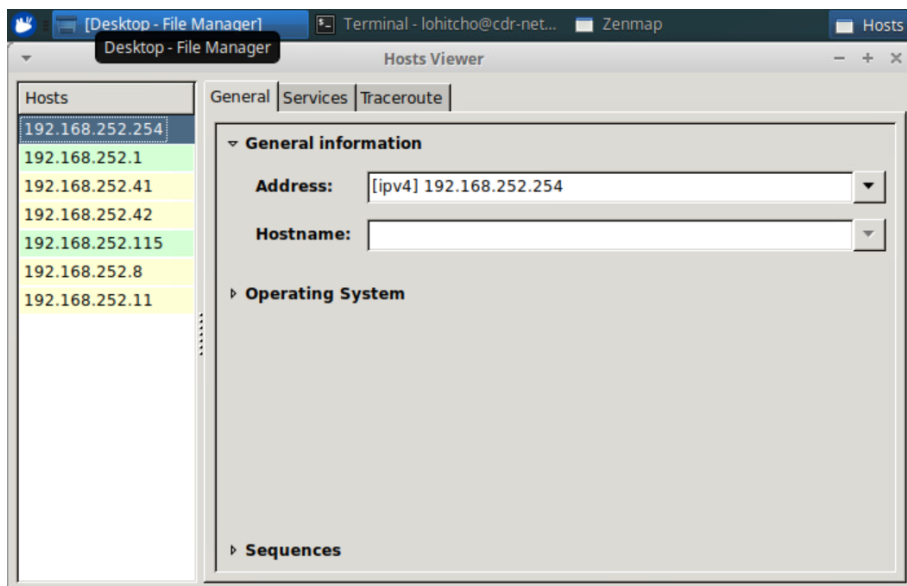 [Desktop - File Manager]
Terminal - lohitcho@cdr-net...
Zenmap
Hosts
Desktop - File Manager
Hosts Viewer
Hosts
192.168.252.254
192.168.252.1
192.168.252.41
192.168.252.42
192.168.252.115
192.168.252.8
192.168.252.11
General Services Traceroute
General information
Address: [ipv4] 192.168.252.254
Hostname:
Operating System
Sequences